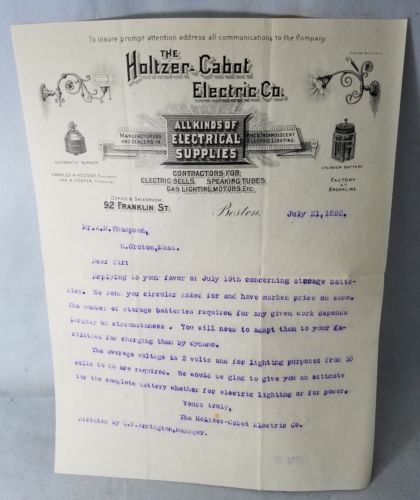 To insure prompt attention address all communications to the Company.
THE
Holtzer-Cabot
Electric Co.
MANUFACTURERS
AND DEALERS IN
ALL KINDS OF
ELECTRICAL
SUPPLIES
ARC & INCANDESCENT
ELECTRIC LIGHTING.
AUTOMATIC BURNER
CYLINDER BATTERY
CHARLES W. HOLTZER, PRESIDENT
CONTRACTORS FOR
ELECTRIC BELLS, SPEAKING TUBES,
GAS LIGHTING, MOTORS, ETC.
FACTORY
AT
BROOKLINE
OFFICE & SALESROOM
92 FRANKLIN ST.
Boston, July 21, 1892.
Mr. A.H. Thompson,
W. Groton, Mass.
Dear Sir:
Replying to your favor of July 19th concerning storage batte-
ries. We send you circular asked for and have marked price on same.
The number of storage batteries required for any given work depends
largely on circumstances. You will need to adapt them to your fa-
cilities for charging them by dynamo.
The average voltage is 2 volts and for lighting purposes from 50
cells to 60 are required. We would be glad to give you an estimate
for the complete battery whether for electric lighting or for power.
Yours truly,
The Holtzer-Cabot Electric Co.
Dictated by Manager.